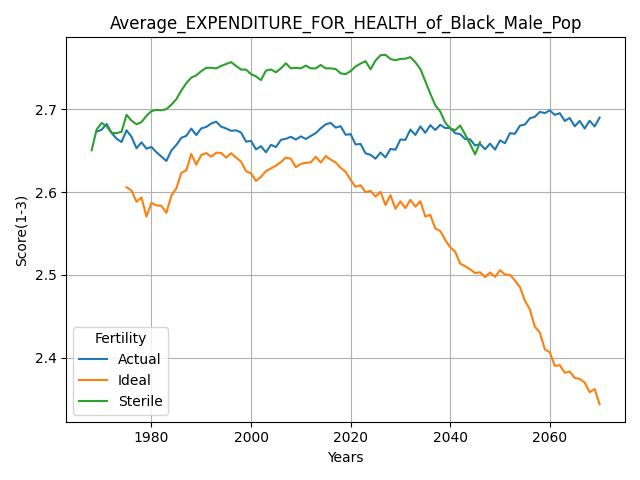 Average_EXPENDITURE_FOR_HEALTH_of_Black_Male_Pop
Score(1-3)
2.7
2.6
2.5
2.4
Fertility
Actual
Ideal
Sterile
1980 2000 2020 2040 2060
Years